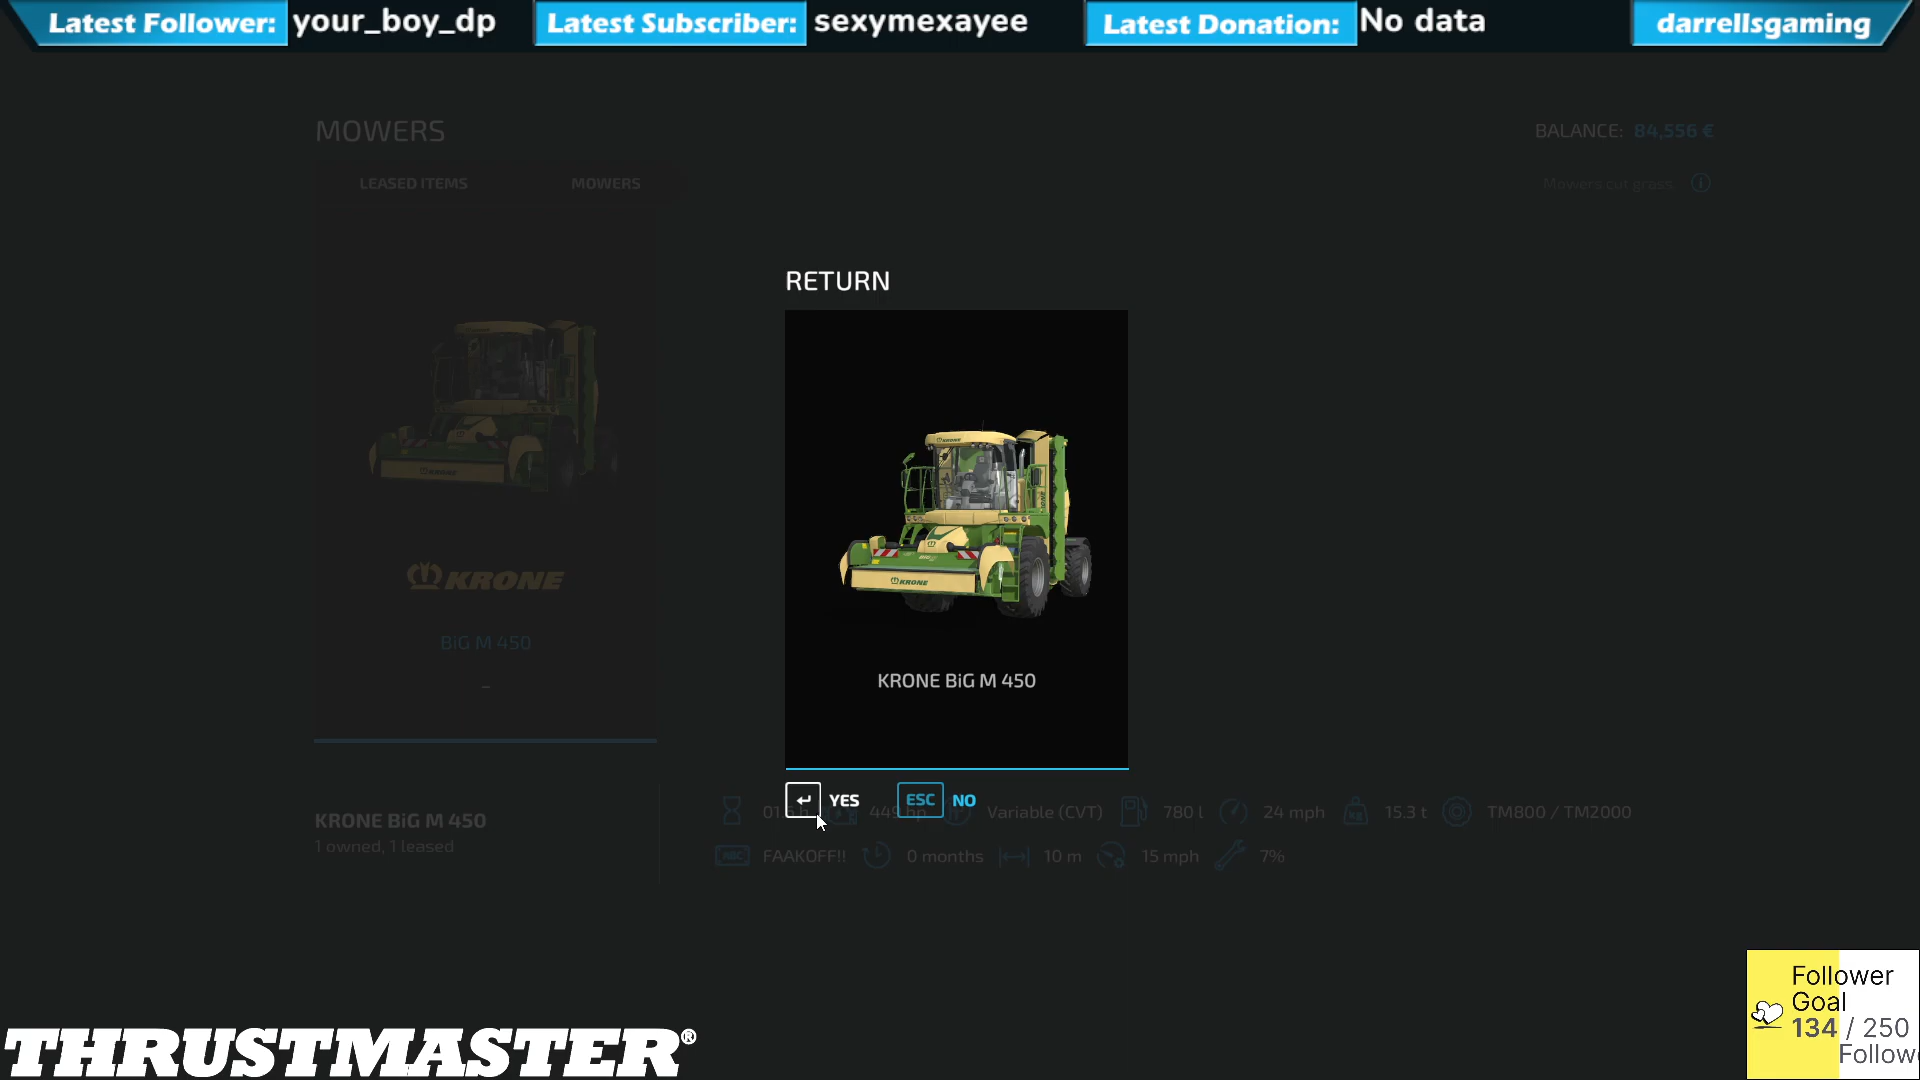 Latest Follower: your_boy_dp Latest Subscriber: sexymexayee Latest Donation: No data darrellsgaming
MOWERS
BALANCE: 84,556 €
LEASED ITEMS MOWERS
Mowers cut grass.
RETURN
KRONE
BiG M 450
–
KRONE
KRONE
KRONE BiG M 450
YES
ESC NO
KRONE BiG M 450
1 owned, 1 leased
Variable (CVT) 780 l 24 mph 15.3 t TM800 / TM2000
ABC FAAKOFF!! 0 months 10 m 15 mph 7%
THRUSTMASTER®
Follower
Goal
134 / 250